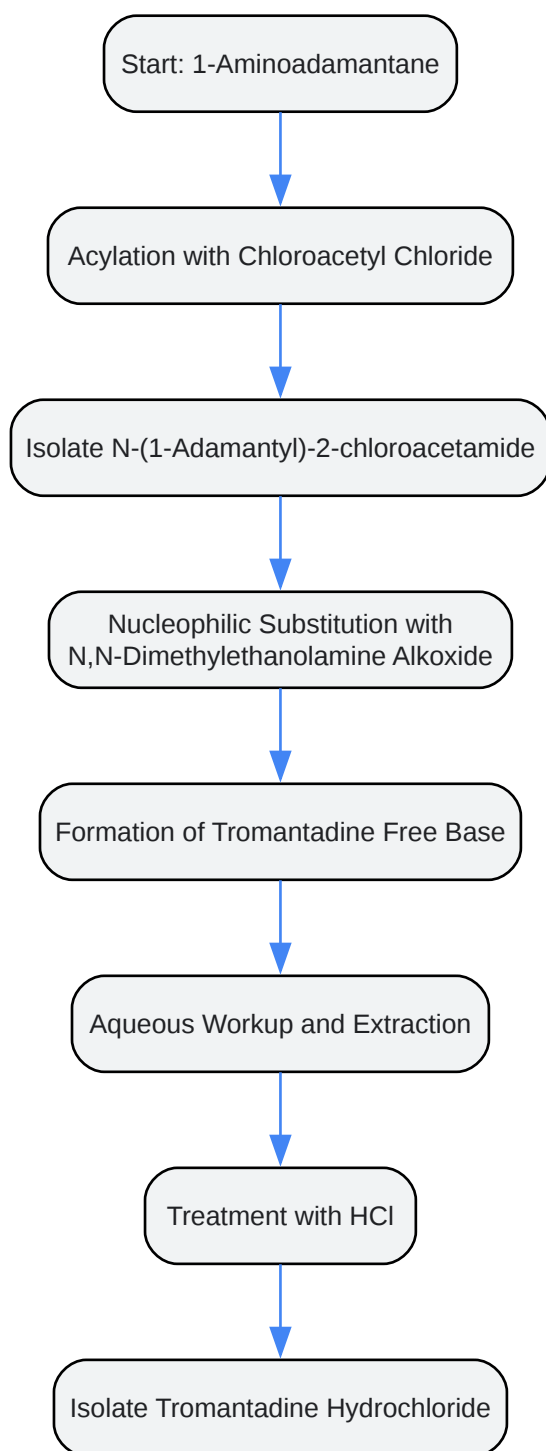 Start: 1-Aminoadamantane
Acylation with Chloroacetyl Chloride
Isolate N-(1-Adamantyl)-2-chloroacetamide
Nucleophilic Substitution with
N,N-Dimethylethanolamine Alkoxide
Formation of Tromantadine Free Base
Aqueous Workup and Extraction
Treatment with HCl
Isolate Tromantadine Hydrochloride